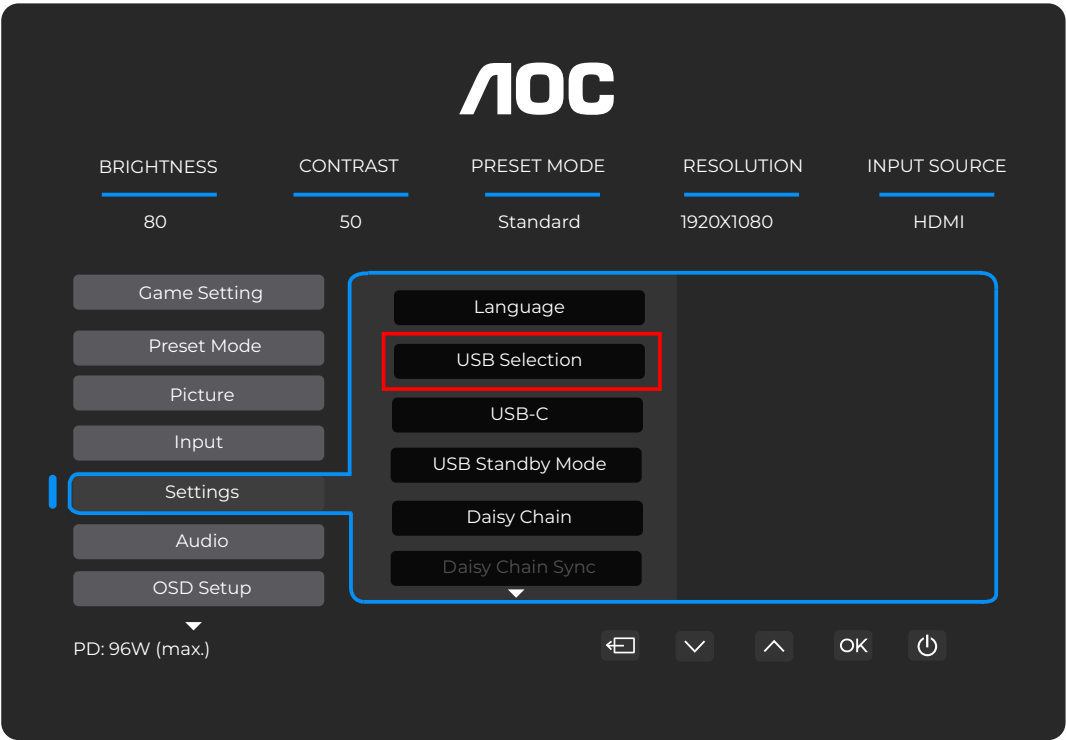 AOC
BRIGHTNESS CONTRAST PRESET MODE RESOLUTION INPUT SOURCE
80 50 Standard 1920X1080 HDMI
Game Setting
Preset Mode
Picture
Input
Settings
Audio
OSD Setup
Language
USB Selection
USB-C
USB Standby Mode
Daisy Chain
Daisy Chain Sync
PD: 96W (max.)
OK